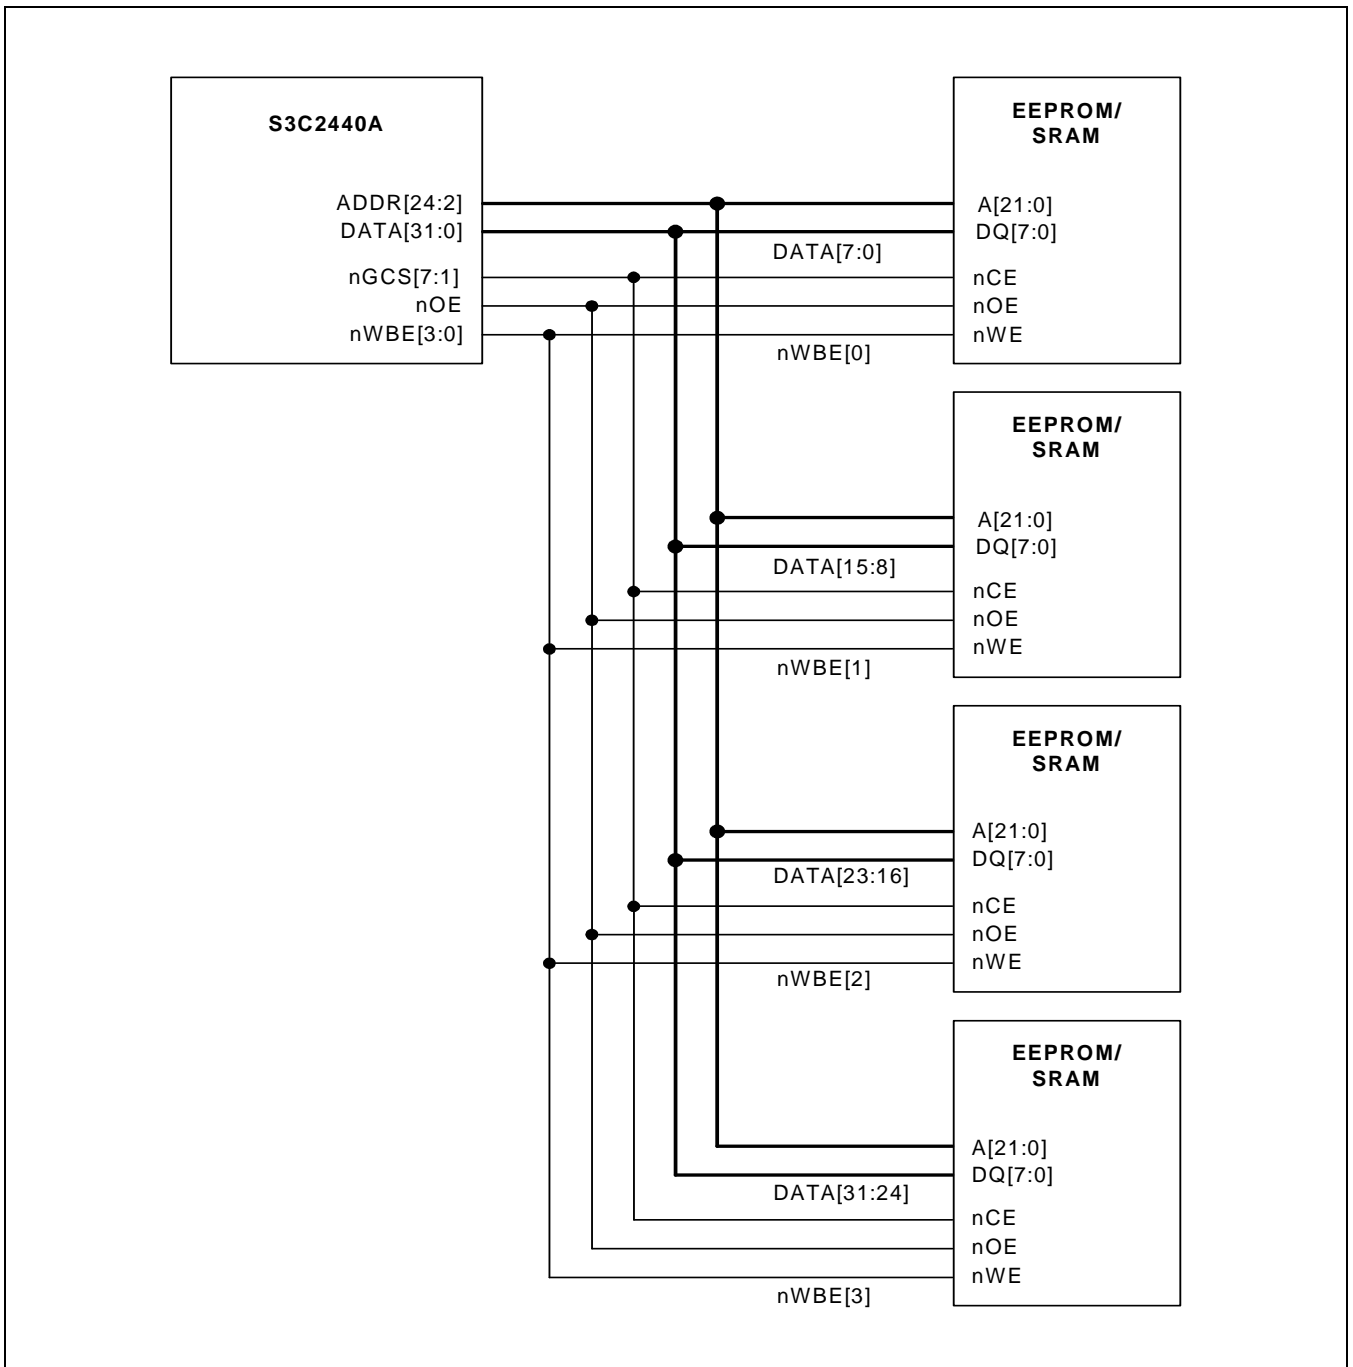 S3C2440A
ADDR[24:2]
DATA[31:0]
nGCS[7:1]
nOE
nWBE[3:0]
DATA[7:0]
nWBE[0]
EEPROM/
SRAM
A[21:0]
DQ[7:0]
nCE
nOE
nWE
DATA[15:8]
nWBE[1]
EEPROM/
SRAM
A[21:0]
DQ[7:0]
nCE
nOE
nWE
DATA[23:16]
nWBE[2]
EEPROM/
SRAM
A[21:0]
DQ[7:0]
nCE
nOE
nWE
DATA[31:24]
nWBE[3]
EEPROM/
SRAM
A[21:0]
DQ[7:0]
nCE
nOE
nWE